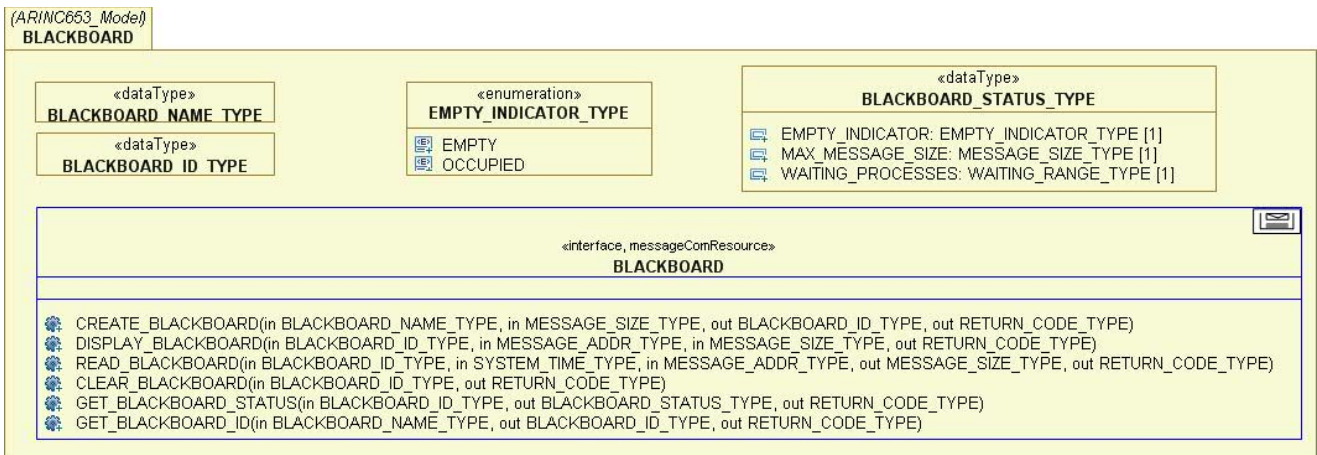 (ARINC653_Model)
BLACKBOARD
«dataType»
BLACKBOARD_NAME_TYPE
«dataType»
BLACKBOARD_ID_TYPE
«enumeration»
EMPTY_INDICATOR_TYPE
EMPTY
OCCUPIED
«dataType»
BLACKBOARD_STATUS_TYPE
EMPTY_INDICATOR: EMPTY_INDICATOR_TYPE [1]
MAX_MESSAGE_SIZE: MESSAGE_SIZE_TYPE [1]
WAITING_PROCESSES: WAITING_RANGE_TYPE [1]
«interface, messageComResource»
BLACKBOARD
CREATE_BLACKBOARD(in BLACKBOARD_NAME_TYPE, in MESSAGE_SIZE_TYPE, out BLACKBOARD_ID_TYPE, out RETURN_CODE_TYPE)
DISPLAY_BLACKBOARD(in BLACKBOARD_ID_TYPE, in MESSAGE_ADDR_TYPE, in MESSAGE_SIZE_TYPE, out RETURN_CODE_TYPE)
READ_BLACKBOARD(in BLACKBOARD_ID_TYPE, in SYSTEM_TIME_TYPE, in MESSAGE_ADDR_TYPE, out MESSAGE_SIZE_TYPE, out RETURN_CODE_TYPE)
CLEAR_BLACKBOARD(in BLACKBOARD_ID_TYPE, out RETURN_CODE_TYPE)
GET_BLACKBOARD_STATUS(in BLACKBOARD_ID_TYPE, out BLACKBOARD_STATUS_TYPE, out RETURN_CODE_TYPE)
GET_BLACKBOARD_ID(in BLACKBOARD_NAME_TYPE, out BLACKBOARD_ID_TYPE, out RETURN_CODE_TYPE)